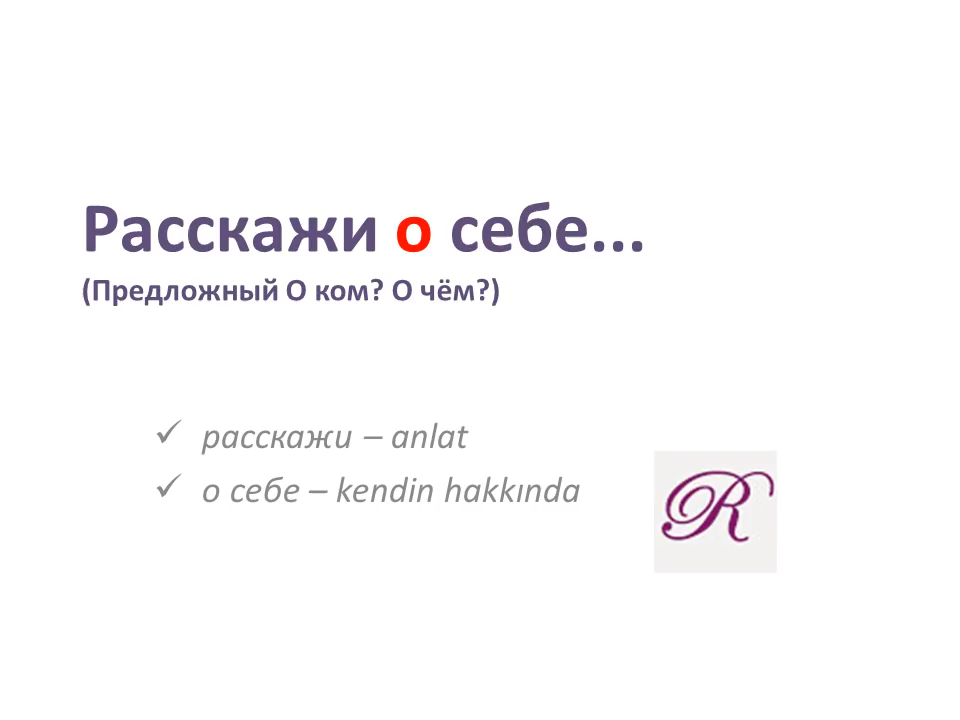 Расскажи о себе...
(Предложный О ком? О чём?)
✓ расскажи – anlat
✓ о себе – kendin hakkında
R